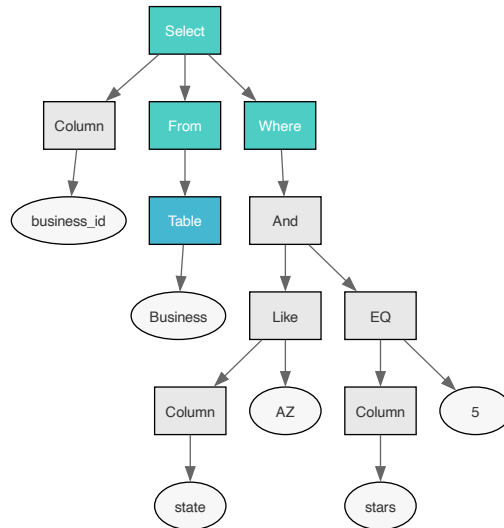 Select
Column
From
Where
business_id
Table
And
Business
Like
EQ
Column
AZ
Column
5
state
stars